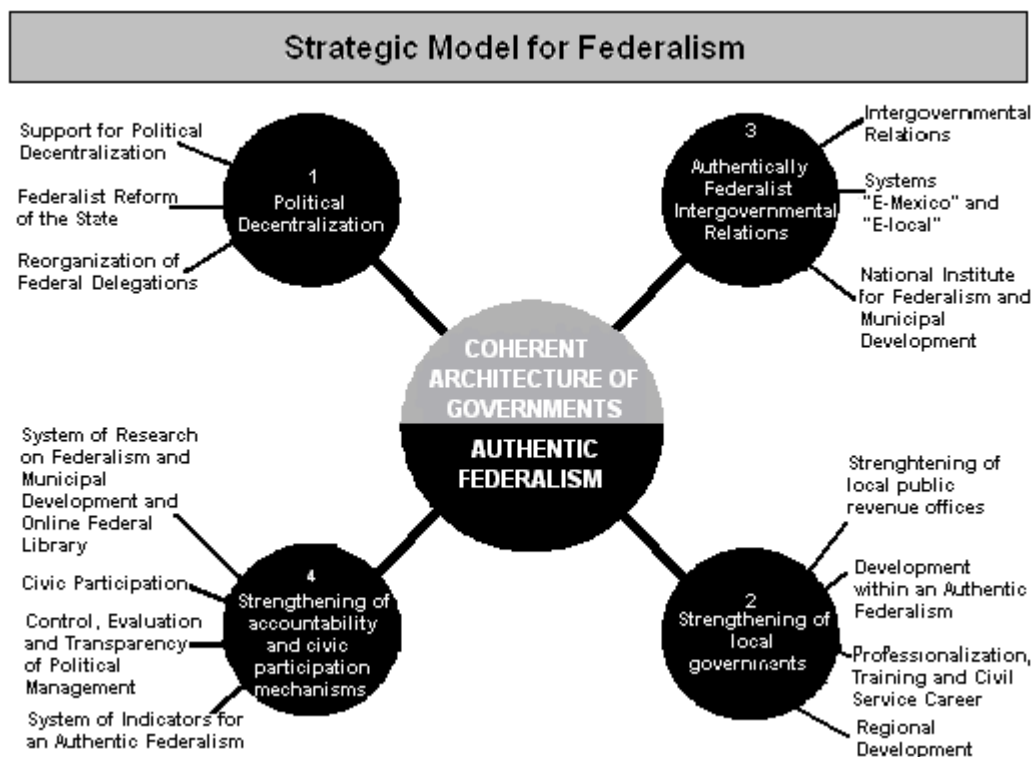 Strategic Model for Federalism
Support for Political
Decentralization
Federalist Reform
of the State
Reorganization of
Federal Delegations
1
Political
Decentralization
3
Authentically
Federalist
Intergovernmental
Relations
Intergovernmental
Relations
Systems
"E-Mexico" and
"E-local"
National Institute
for Federalism and
Municipal
Development
COHERENT
ARCHITECTURE OF
GOVERNMENTS
AUTHENTIC
FEDERALISM
System of Research
on Federalism and
Municipal
Development and
Online Federal
Library
Civic Participation
Control, Evaluation
and Transparency
of Political
Management
System of Indicators for
an Authentic Federalism
4
Strengthening of
accountability
and civic
participation
mechanisms
2
Strengthening of
local
governments
Strenghtening of
local public
revenue offices
Development
within an Authentic
Federalism
Professionalization,
Training and Civil
Service Career
Regional
Development